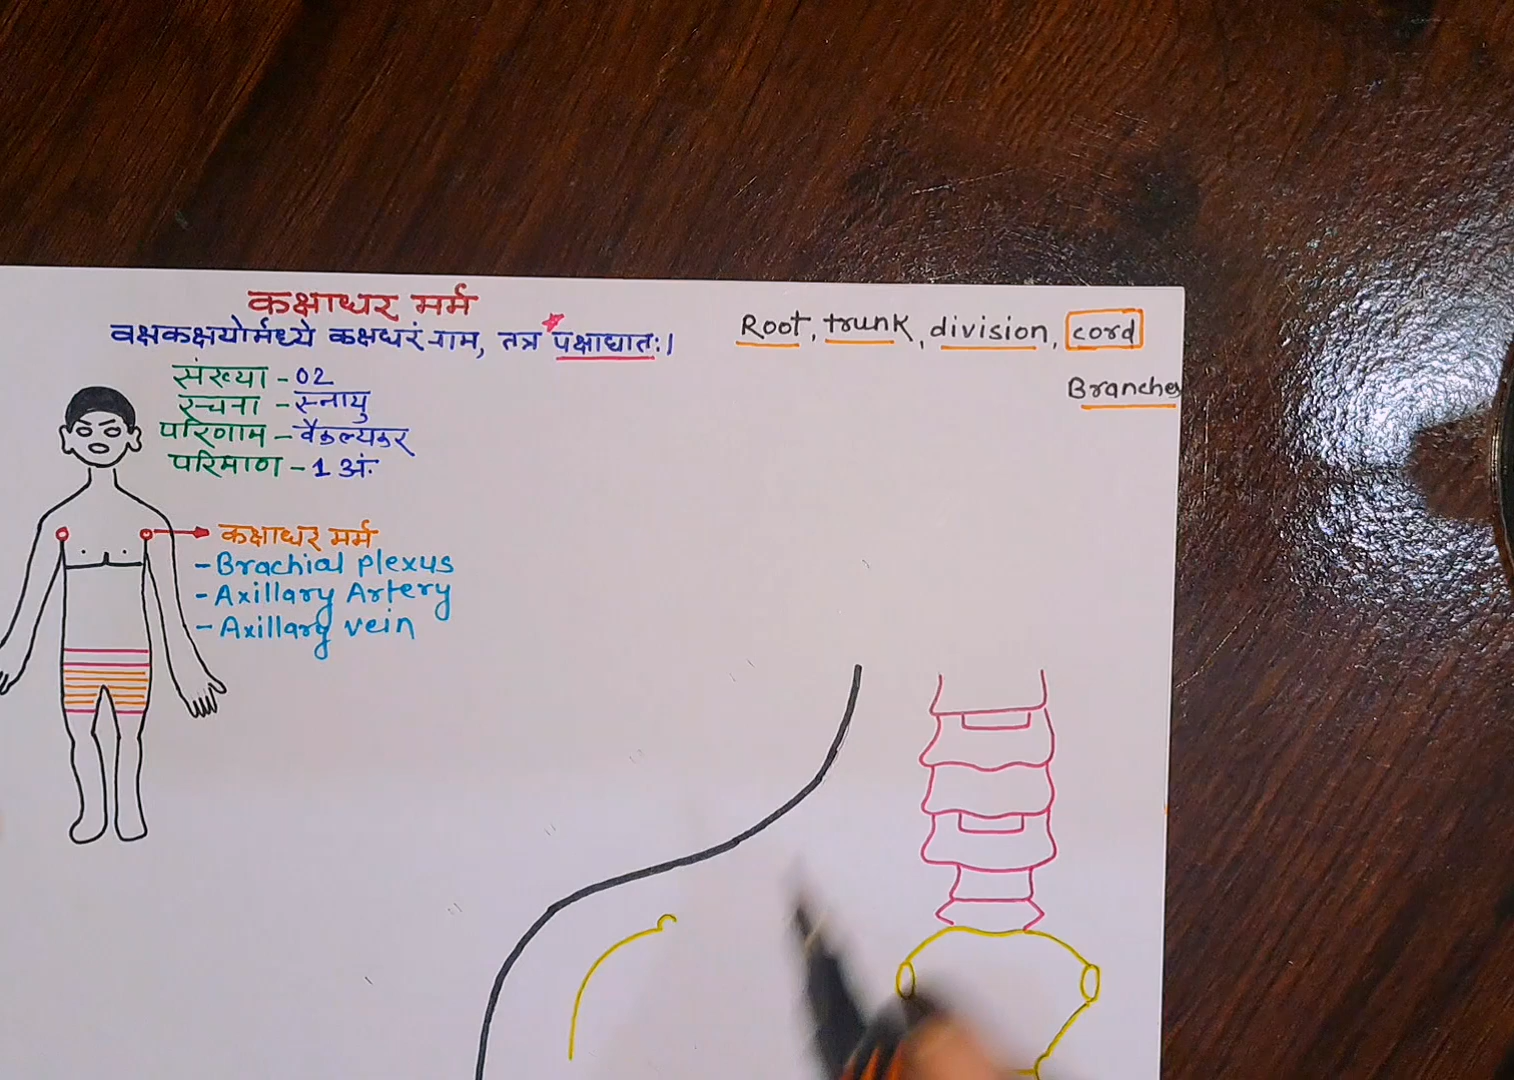 कक्षाधर मर्म
वक्षकक्षयोर्मध्ये कक्षधरं नाम, तत्र पक्षाघातः।
संख्या - 02
रचना - स्नायु
परिणाम - वैकल्यकर
परिमाण - 1 अं.
कक्षाधर मर्म
- Brachial plexus
- Axillary Artery
- Axillary vein
Root, trunk, division, cord
Branches